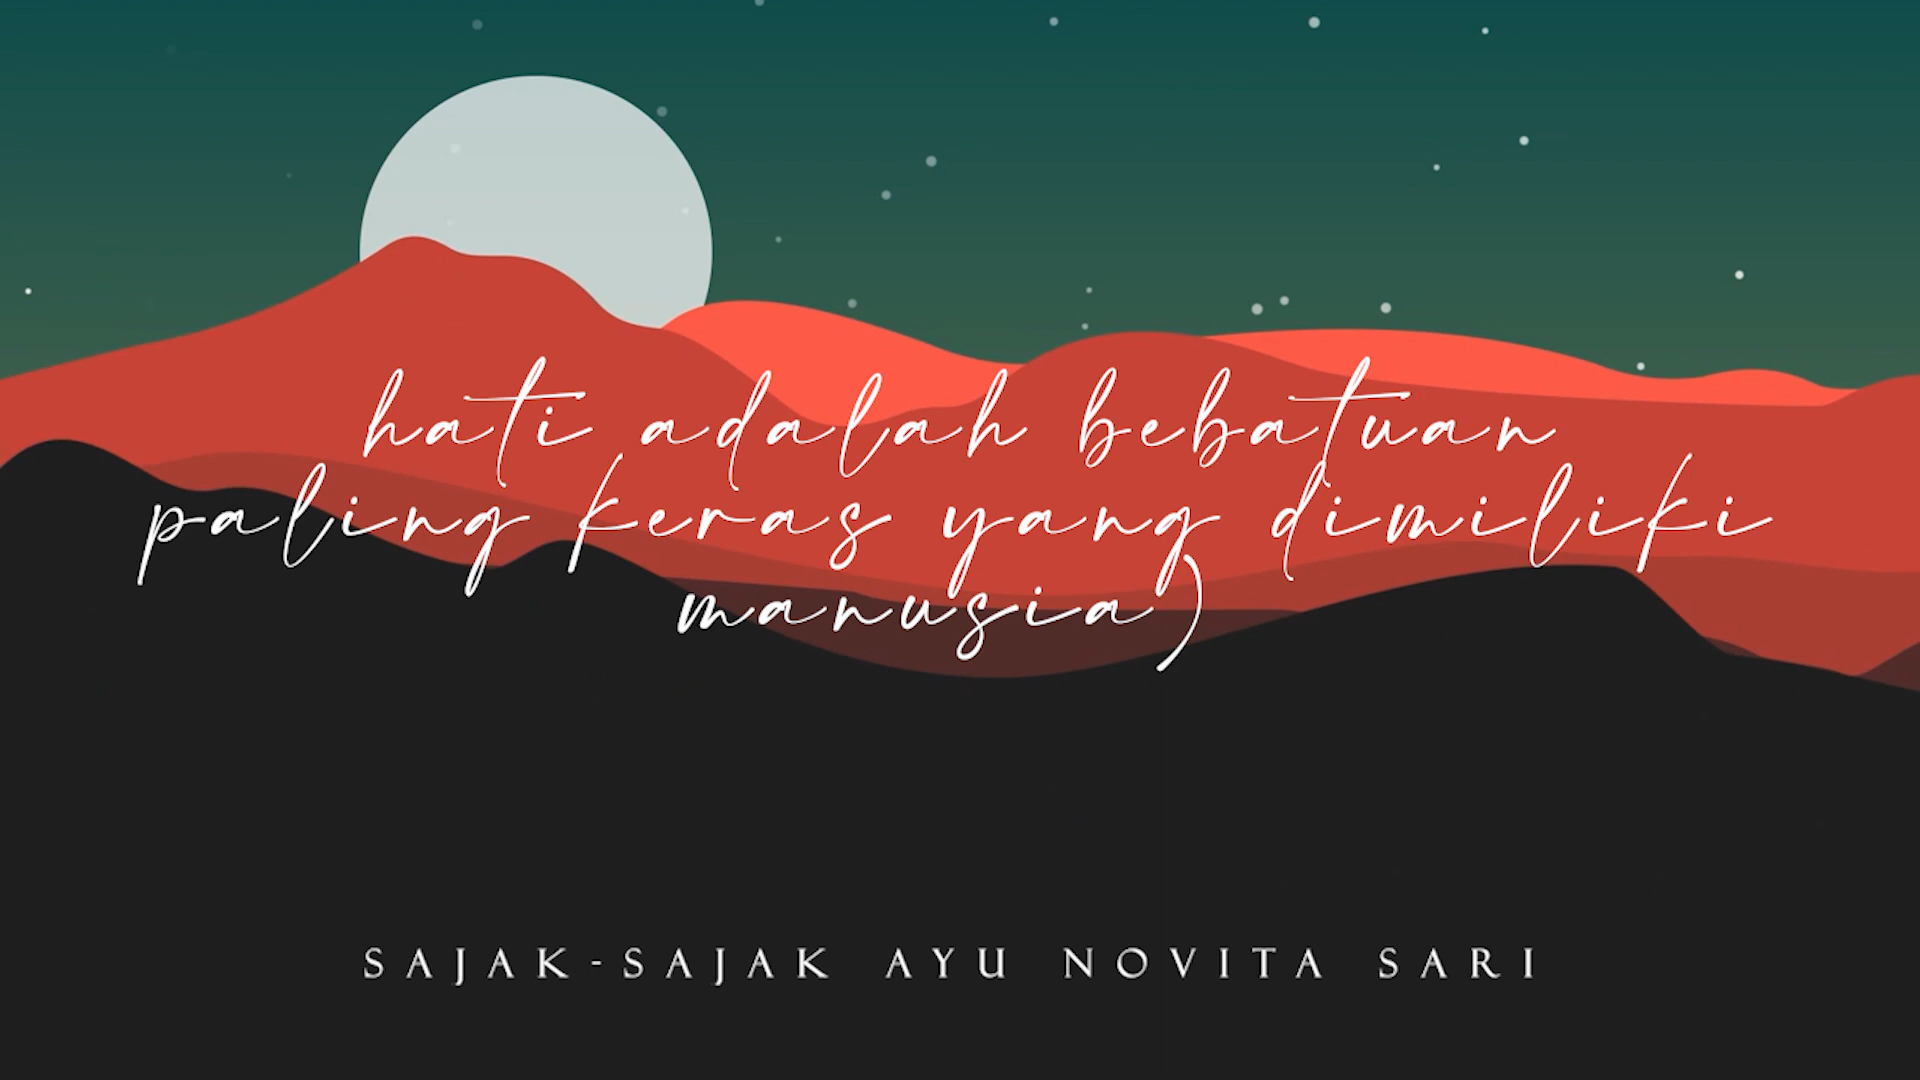 hati adalah bebatuan
paling keras yang dimiliki
manusia)
SAJAK-SAJAK AYU NOVITA SARI